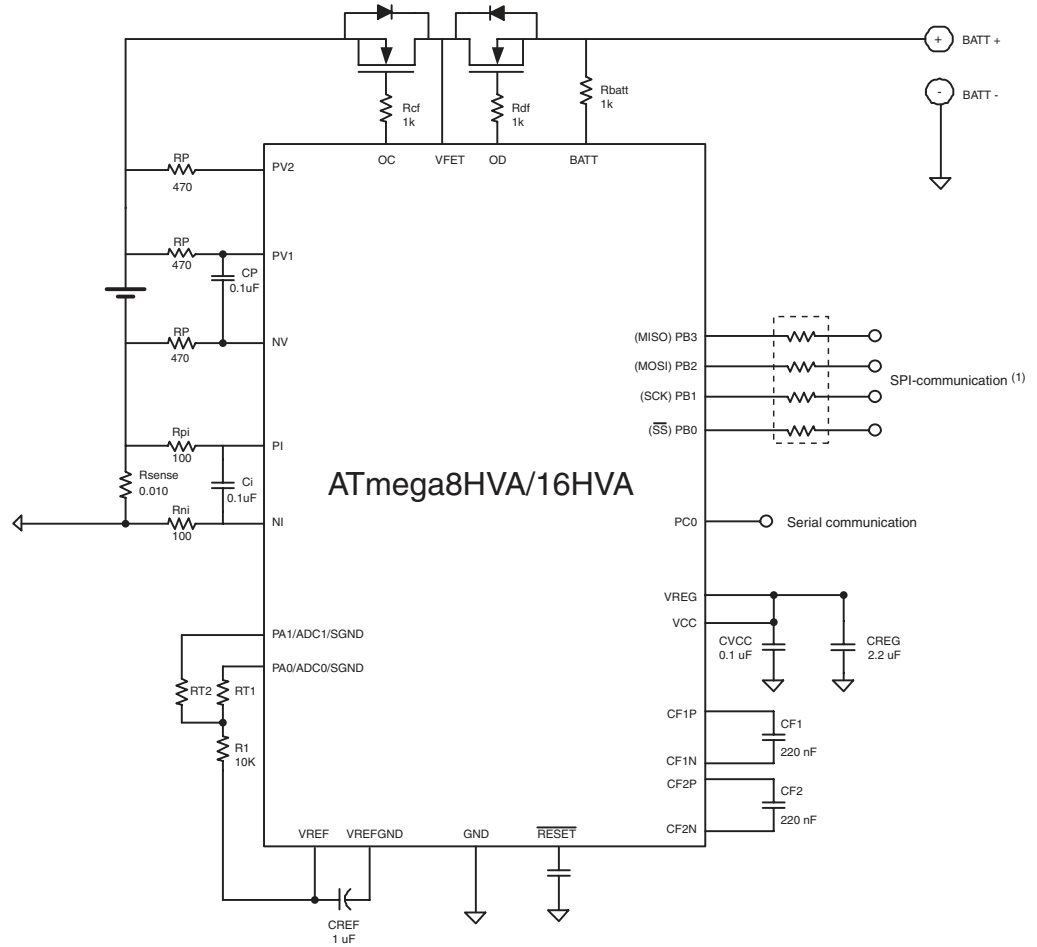 +
BATT +
-
BATT -
Rcf
1k
Rdf
1k
Rbatt
1k
OC
VFET
OD
BATT
RP
470
PV2
RP
470
PV1
CP
0.1uF
RP
470
NV
(MISO) PB3
(MOSI) PB2
(SCK) PB1
(SS) PB0
SPI-communication (1)
Rpi
100
PI
Rsense
0.010
Ci
0.1uF
Rni
100
NI
ATmega8HVA/16HVA
PC0
Serial communication
VREG
VCC
CVCC
0.1 uF
CREG
2.2 uF
PA1/ADC1/SGND
PA0/ADC0/SGND
RT2
RT1
R1
10K
CF1P
CF1
220 nF
CF1N
CF2P
CF2
220 nF
CF2N
VREF
VREFGND
GND
RESET
CREF
1 uF